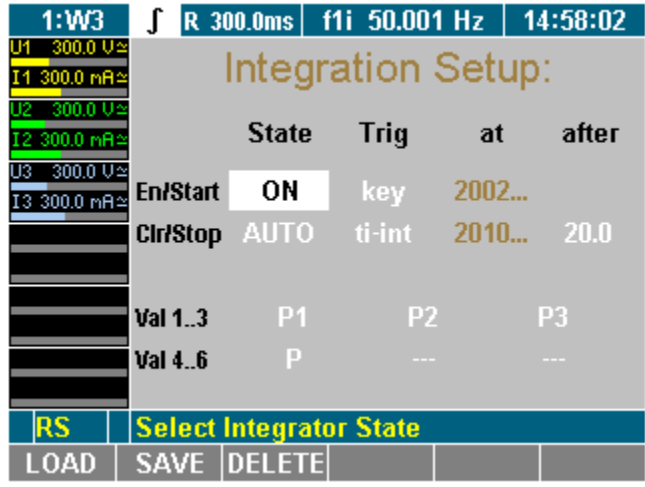 1:W3 ∫ R 300.0ms f1i 50.001 Hz 14:58:02
U1 300.0 V≃
I1 300.0 mA≃
U2 300.0 V≃
I2 300.0 mA≃
U3 300.0 V≃
I3 300.0 mA≃
Integration Setup:
State Trig at after
En/Start ON key 2002...
Clr/Stop AUTO ti-int 2010... 20.0
Val 1..3 P1 P2 P3
Val 4..6 P --- ---
RS Select Integrator State
LOAD SAVE DELETE